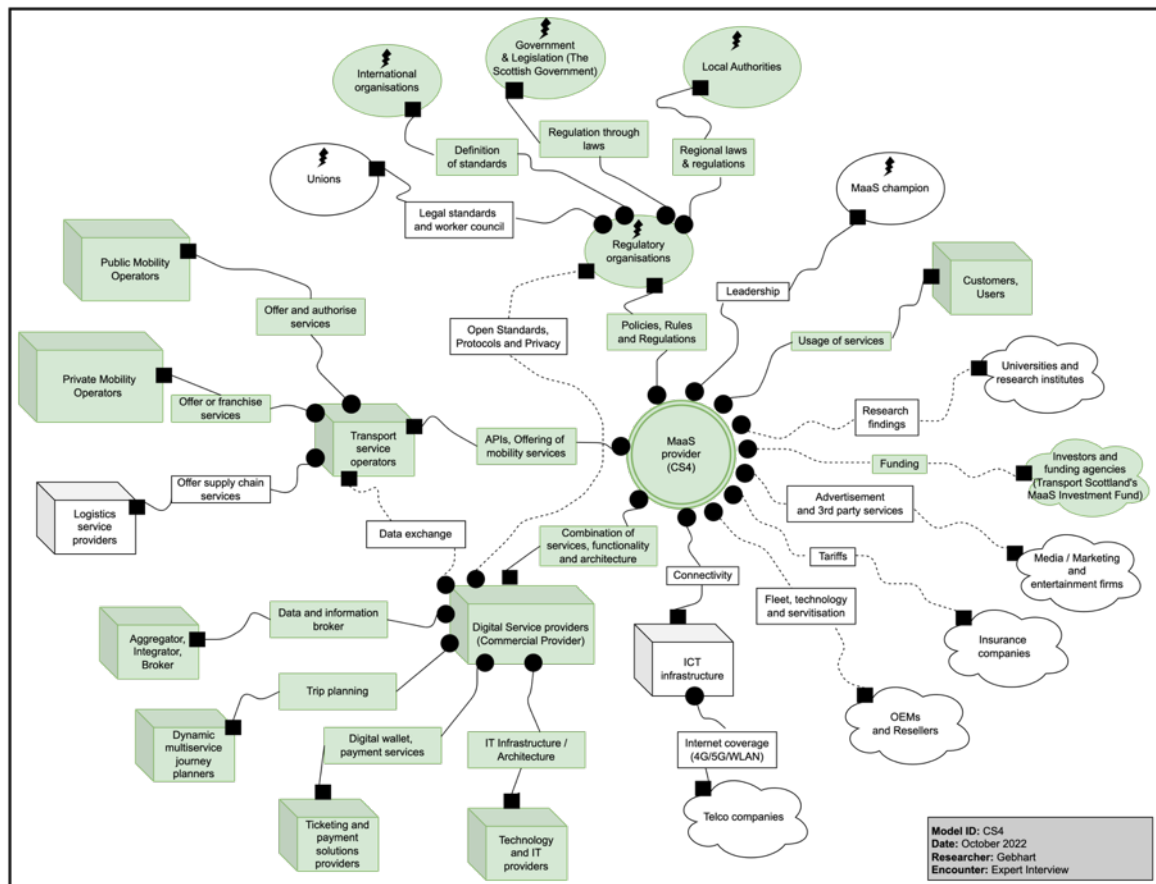 International
organisations
Government
& Legislation (The
Scottish Government)
Local Authorities
Unions
Definition
of standards
Regulation through
laws
Regional laws
& regulations
MaaS champion
Legal standards
and worker council
Regulatory
organisations
Public Mobility
Operators
Leadership
Customers,
Users
Offer and authorise
services
Open Standards,
Protocols and Privacy
Policies, Rules
and Regulations
Usage of services
Private Mobility
Operators
Universities and
research institutes
Offer or franchise
services
Research
findings
Transport
service
operators
APIs, Offering of
mobility services
MaaS
provider
(CS4)
Funding
Investors and
funding agencies
(Transport Scottland's
MaaS Investment Fund)
Offer supply chain
services
Logistics
service
providers
Data exchange
Advertisement
and 3rd party services
Combination of
services, functionality
and architecture
Tariffs
Media / Marketing
and
entertainment firms
Connectivity
Fleet, technology
and servitisation
Data and information
broker
Digital Service providers
(Commercial Provider)
Aggregator,
Integrator,
Broker
Insurance
companies
ICT
infrastructure
Trip planning
OEMs
and Resellers
Dynamic
multiservice
journey
planners
Digital wallet,
payment services
IT Infrastructure /
Architecture
Internet coverage
(4G/5G/WLAN)
Telco companies
Ticketing and
payment
solutions
providers
Technology
and IT
providers
Model ID: CS4
Date: October 2022
Researcher: Gebhart
Encounter: Expert Interview